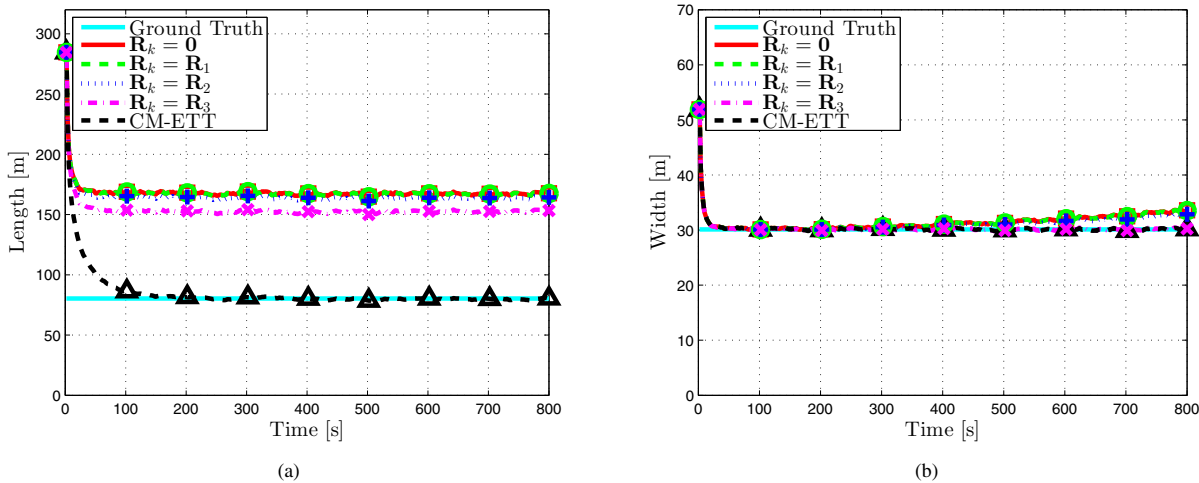 300
250
200
150
100
50
0
Length [m]
Ground Truth
R_k = 0
R_k = R_1
R_k = R_2
R_k = R_3
CM-ETT
0 100 200 300 400 500 600 700 800
Time [s]
(a)
70
60
50
40
30
20
10
0
Width [m]
Ground Truth
R_k = 0
R_k = R_1
R_k = R_2
R_k = R_3
CM-ETT
0 100 200 300 400 500 600 700 800
Time [s]
(b)